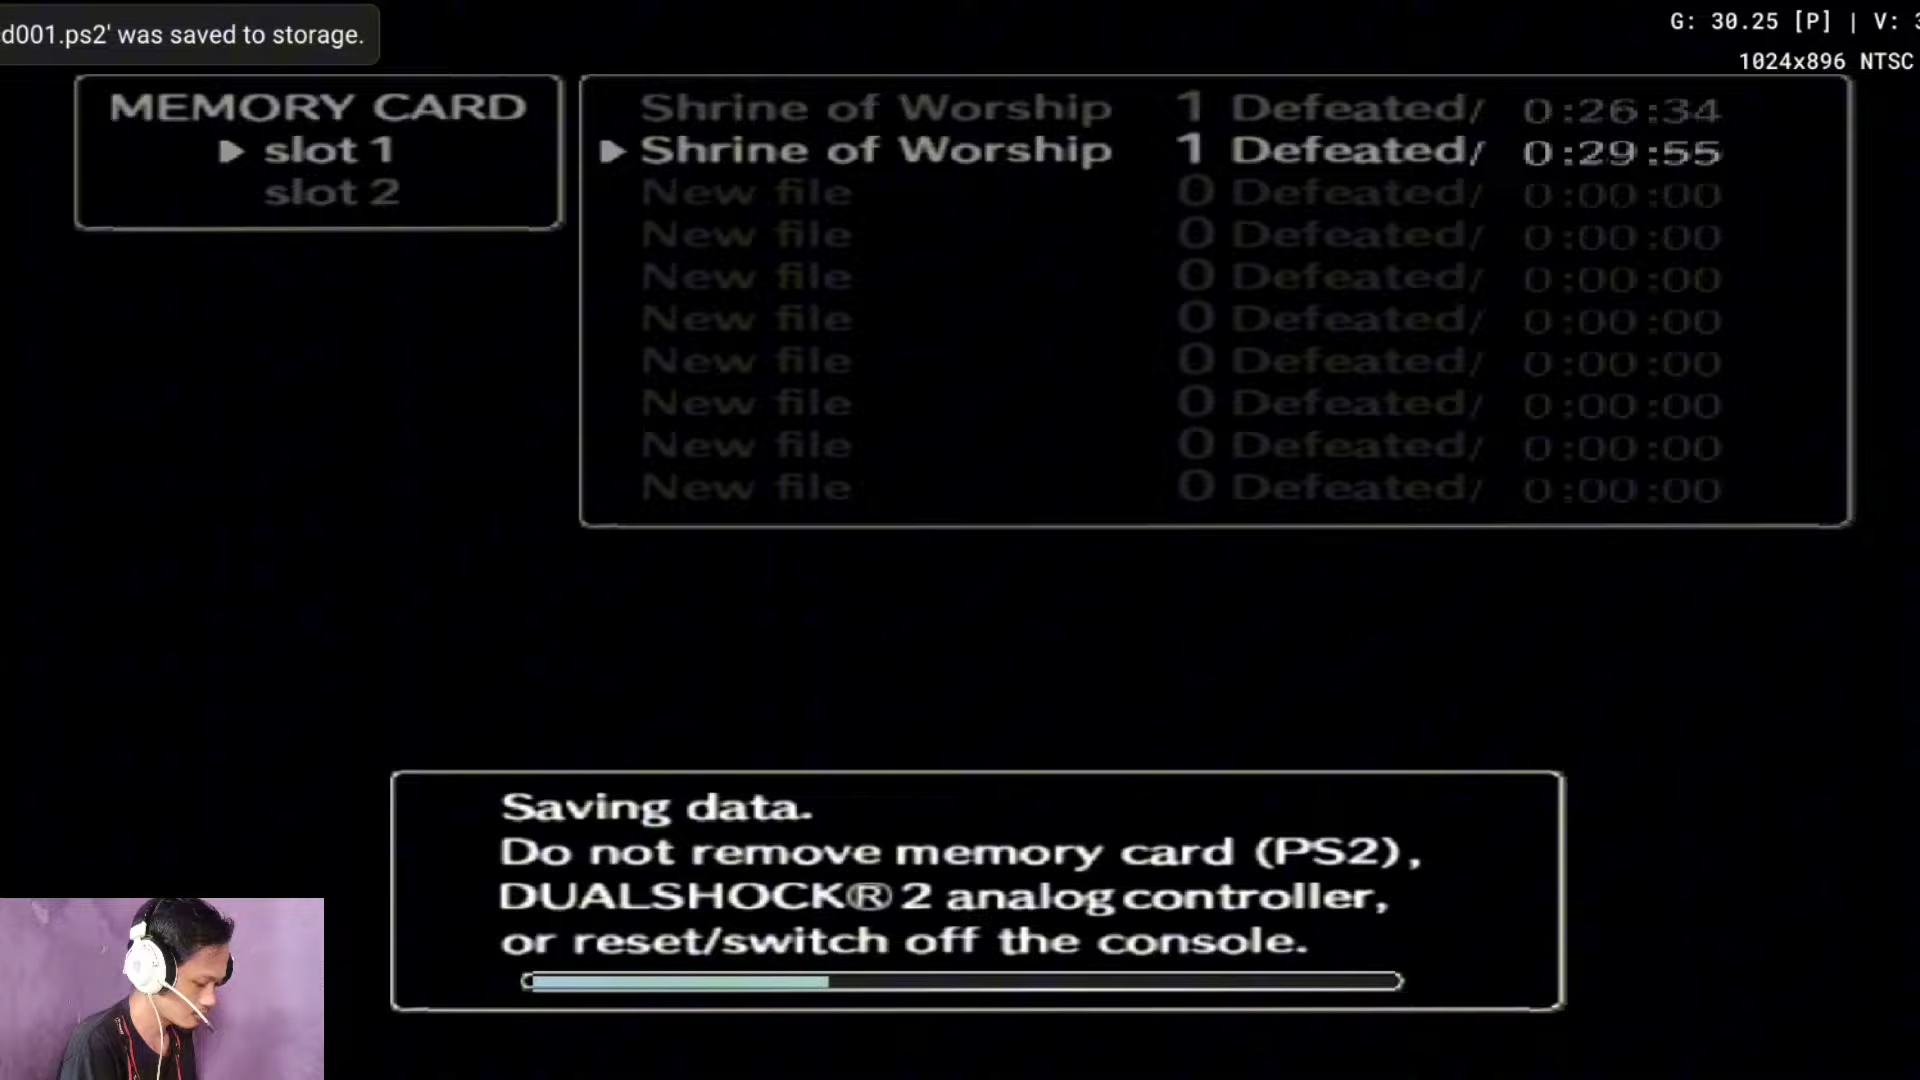 d001.ps2' was saved to storage.
G: 30.25 [P] | V: 3
1024x896 NTSC
MEMORY CARD
slot 1
slot 2
Shrine of Worship 1 Defeated/ 0:26:34
Shrine of Worship 1 Defeated/ 0:29:55
New file 0 Defeated/ 0:00:00
New file 0 Defeated/ 0:00:00
New file 0 Defeated/ 0:00:00
New file 0 Defeated/ 0:00:00
New file 0 Defeated/ 0:00:00
New file 0 Defeated/ 0:00:00
New file 0 Defeated/ 0:00:00
New file 0 Defeated/ 0:00:00
Saving data.
Do not remove memory card (PS2),
DUALSHOCK® 2 analog controller,
or reset/switch off the console.